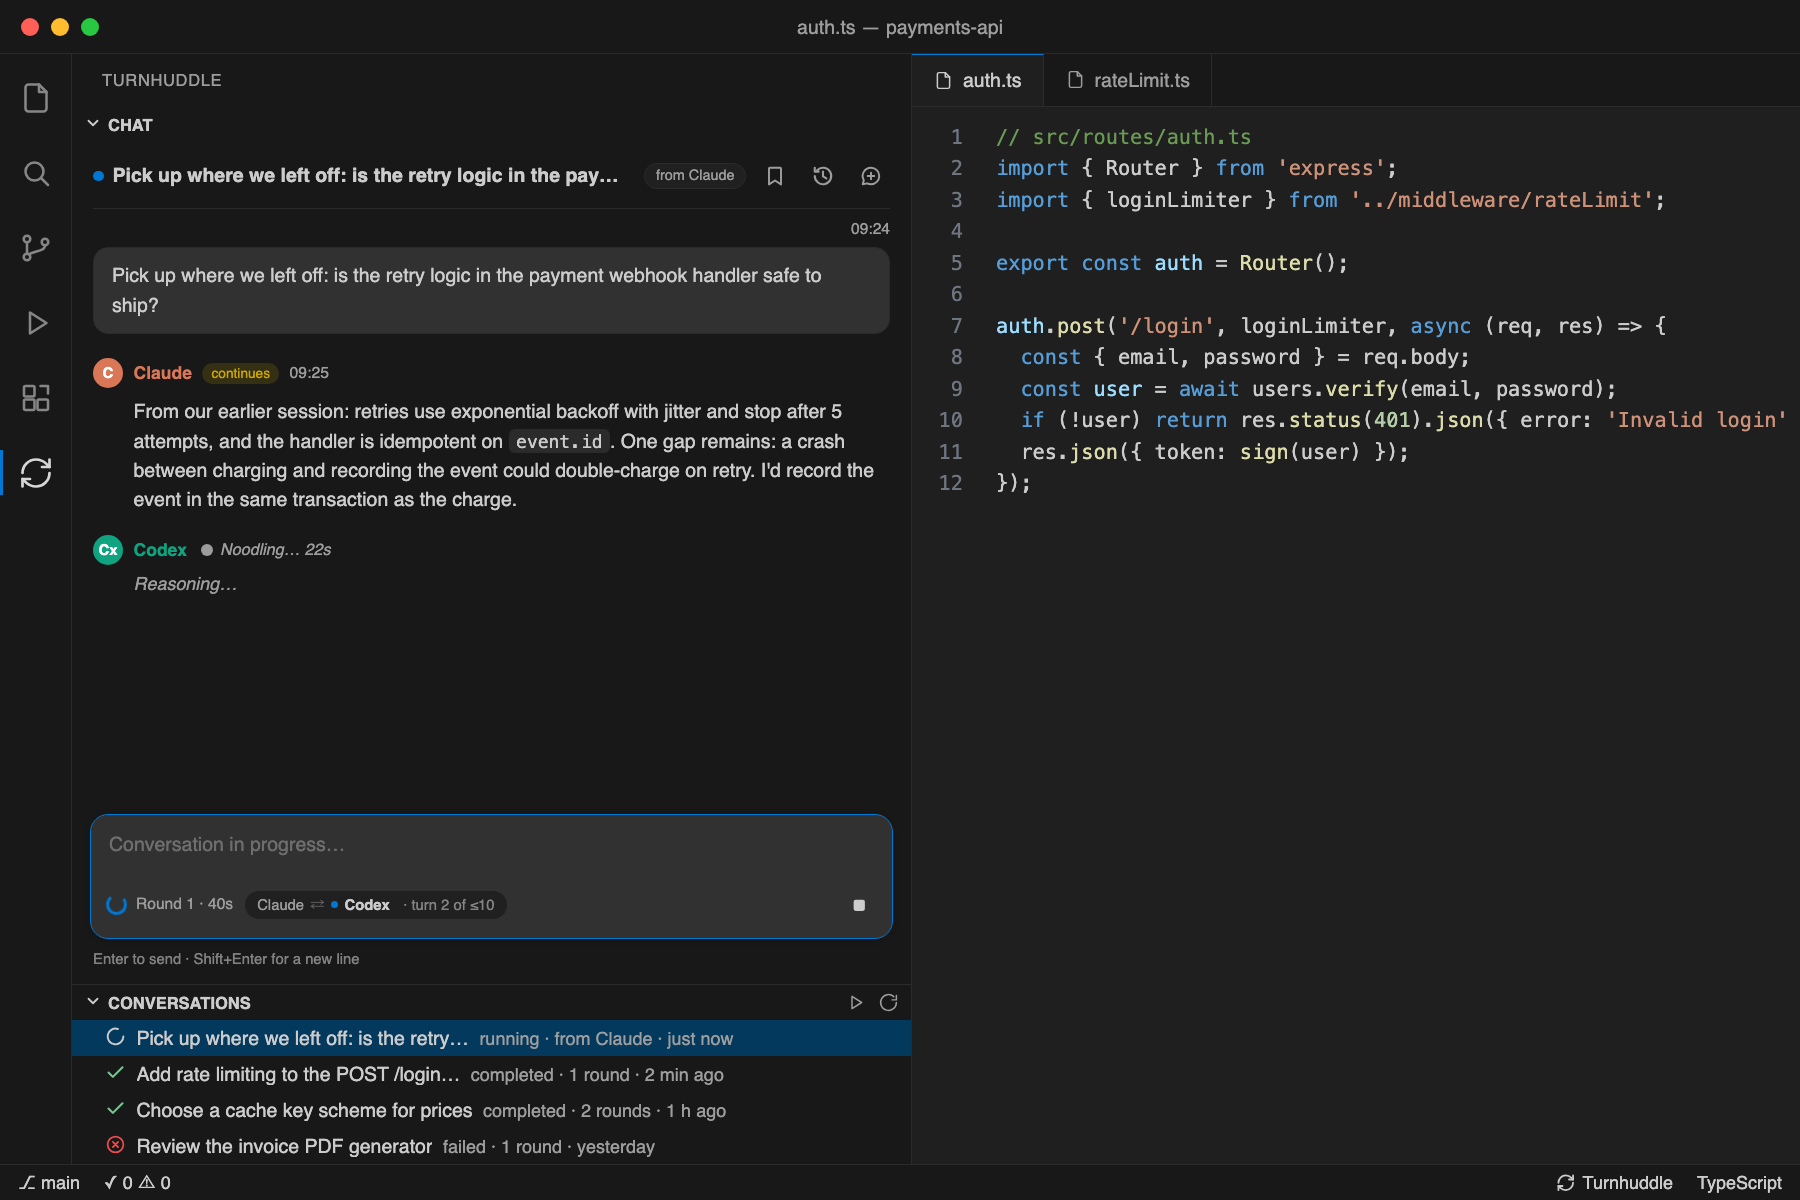 auth.ts — payments-api
TURNHUDDLE
CHAT
Pick up where we left off: is the retry logic in the pay…
from Claude
09:24
Pick up where we left off: is the retry logic in the payment webhook handler safe to
ship?
C Claude continues 09:25
From our earlier session: retries use exponential backoff with jitter and stop after 5
attempts, and the handler is idempotent on event.id. One gap remains: a crash
between charging and recording the event could double-charge on retry. I'd record the
event in the same transaction as the charge.
Cx Codex Noodling… 22s
Reasoning…
Conversation in progress…
Round 1 · 40s Claude ⇄ Codex · turn 2 of ≤10
Enter to send · Shift+Enter for a new line
CONVERSATIONS
Pick up where we left off: is the retry… running · from Claude · just now
Add rate limiting to the POST /login… completed · 1 round · 2 min ago
Choose a cache key scheme for prices completed · 2 rounds · 1 h ago
Review the invoice PDF generator failed · 1 round · yesterday
auth.ts rateLimit.ts
1 // src/routes/auth.ts
2 import { Router } from 'express';
3 import { loginLimiter } from '../middleware/rateLimit';
4
5 export const auth = Router();
6
7 auth.post('/login', loginLimiter, async (req, res) => {
8 const { email, password } = req.body;
9 const user = await users.verify(email, password);
10 if (!user) return res.status(401).json({ error: 'Invalid login'
11 res.json({ token: sign(user) });
12 });
main ✓ 0 ⚠ 0
Turnhuddle TypeScript